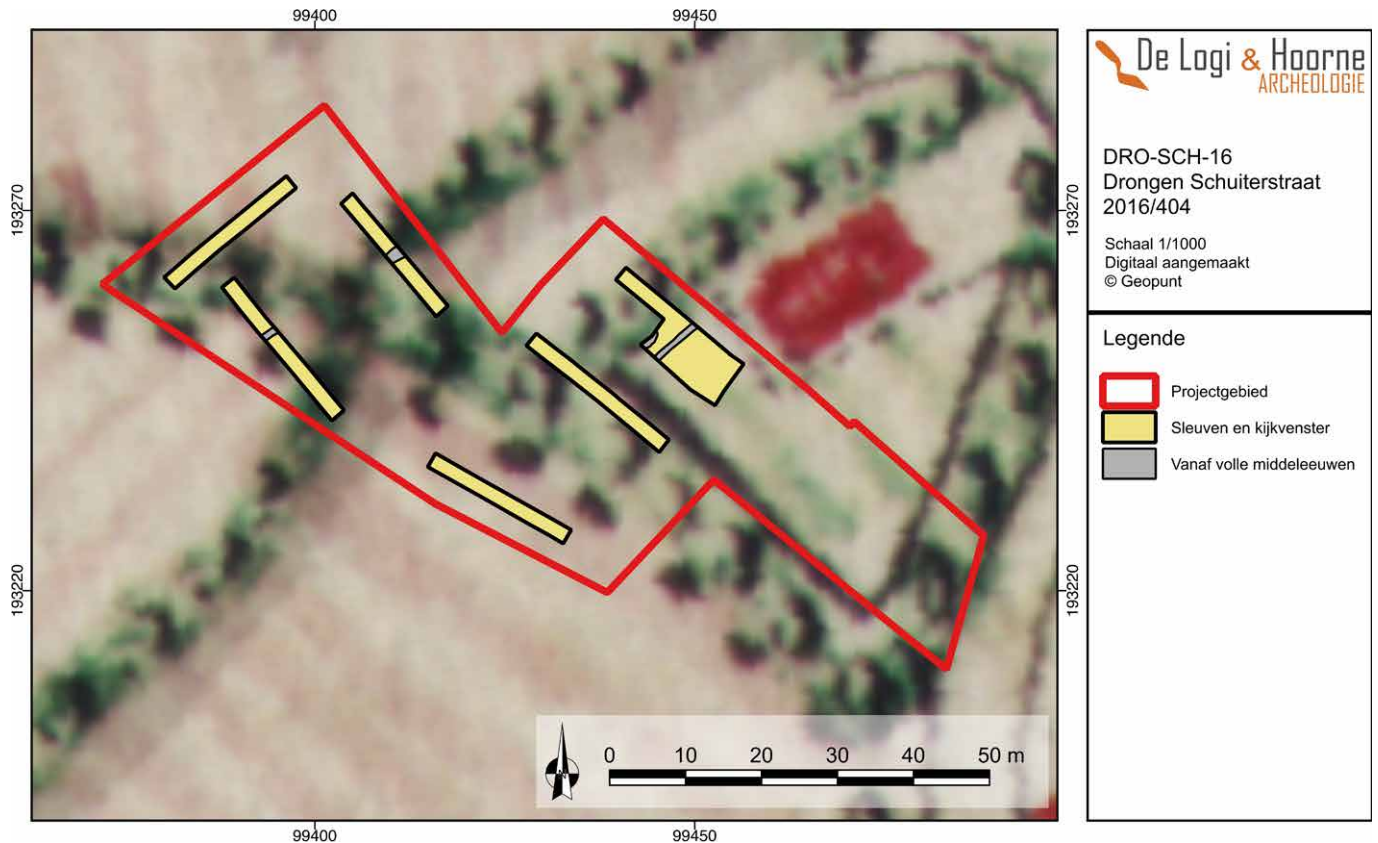 99400
99450
193270
193270
193220
193220
0 10 20 30 40 50 m
99400
99450
De Logi & Hoorne
ARCHEOLOGIE
DRO-SCH-16
Drongen Schuiterstraat
2016/404
Schaal 1/1000
Digitaal aangemaakt
© Geopunt
Legende
Projectgebied
Sleuven en kijkvenster
Vanaf volle middeleeuwen